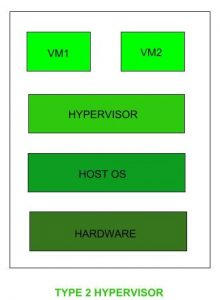 VM1 VM2
HYPERVISOR
HOST OS
HARDWARE
TYPE 2 HYPERVISOR